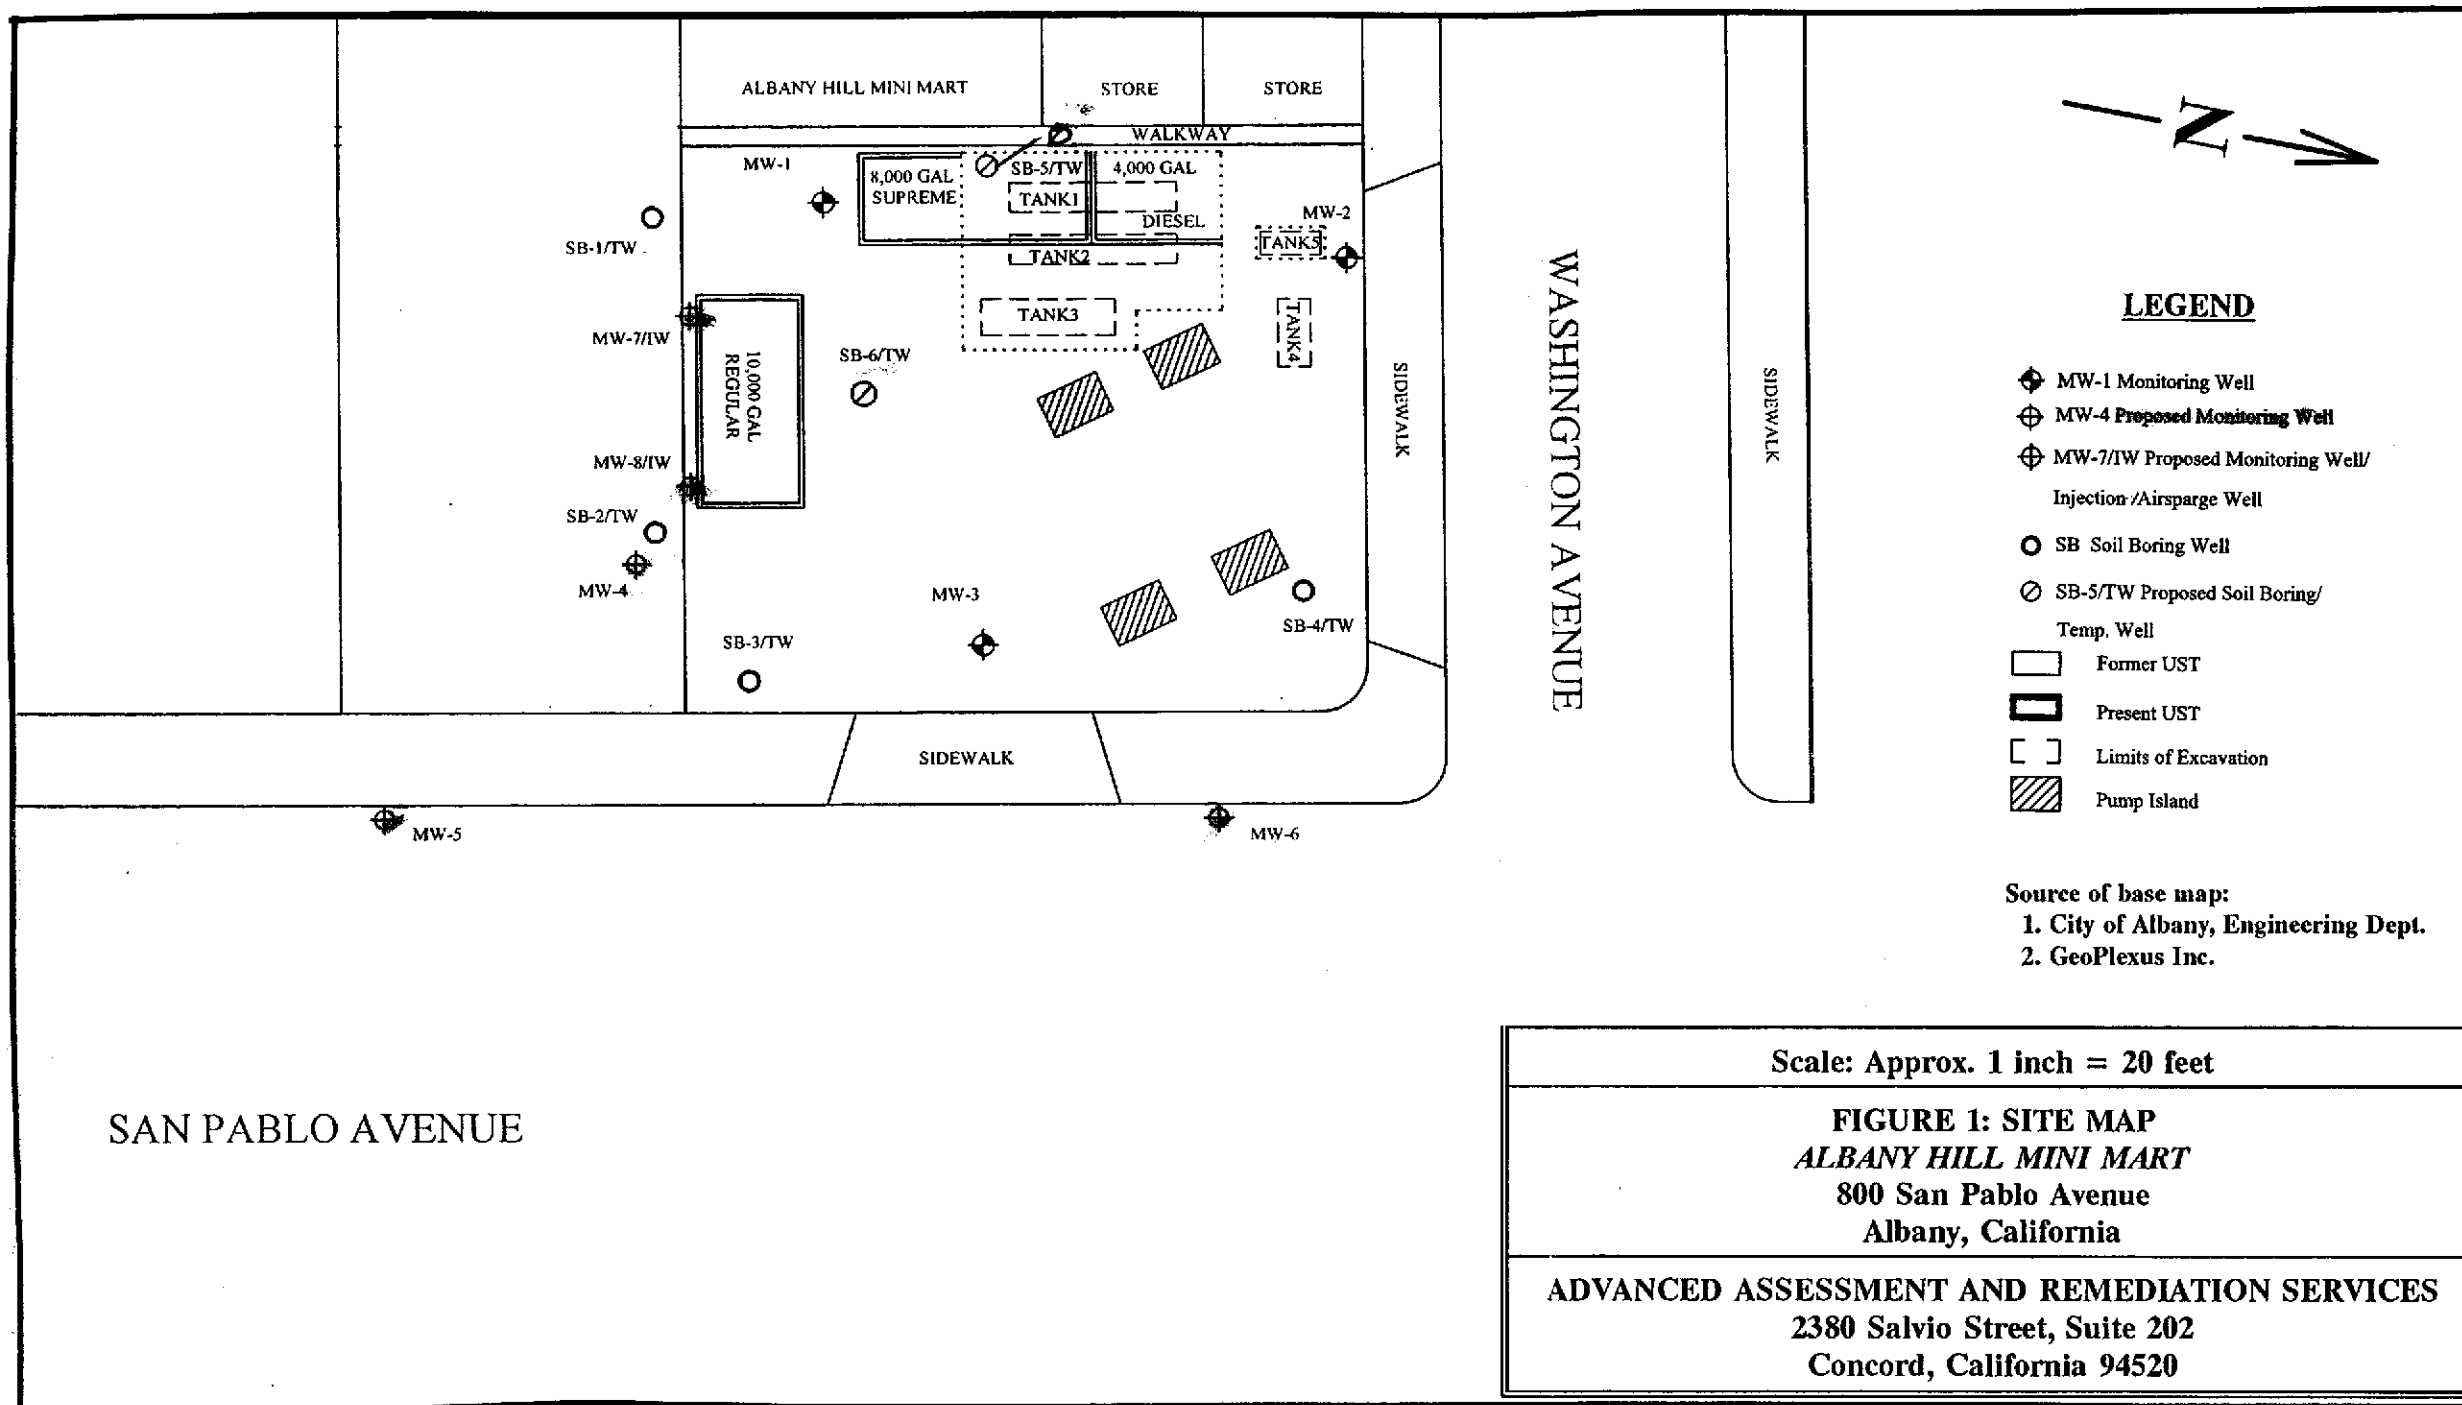 ALBANY HILL MINI MART
STORE
STORE
WALKWAY
MW-1
8,000 GAL
SUPREME
SB-5/TW
4,000 GAL
TANK1
DIESEL
TANK2
TANK3
MW-2
TANK5
TANK4
SB-1/TW
MW-7/IW
10,000 GAL
REGULAR
SB-6/TW
MW-8/IW
SB-2/TW
MW-4
MW-3
SB-3/TW
SB-4/TW
SIDEWALK
SIDEWALK
WASHINGTON AVENUE
SIDEWALK
MW-5
MW-6
SAN PABLO AVENUE
N
LEGEND
MW-1 Monitoring Well
MW-4 Proposed Monitoring Well
MW-7/IW Proposed Monitoring Well/
Injection /Airsparge Well
SB Soil Boring Well
SB-5/TW Proposed Soil Boring/
Temp. Well
Former UST
Present UST
Limits of Excavation
Pump Island
Source of base map:
1. City of Albany, Engineering Dept.
2. GeoPlexus Inc.
Scale: Approx. 1 inch = 20 feet
FIGURE 1: SITE MAP
ALBANY HILL MINI MART
800 San Pablo Avenue
Albany, California
ADVANCED ASSESSMENT AND REMEDIATION SERVICES
2380 Salvio Street, Suite 202
Concord, California 94520